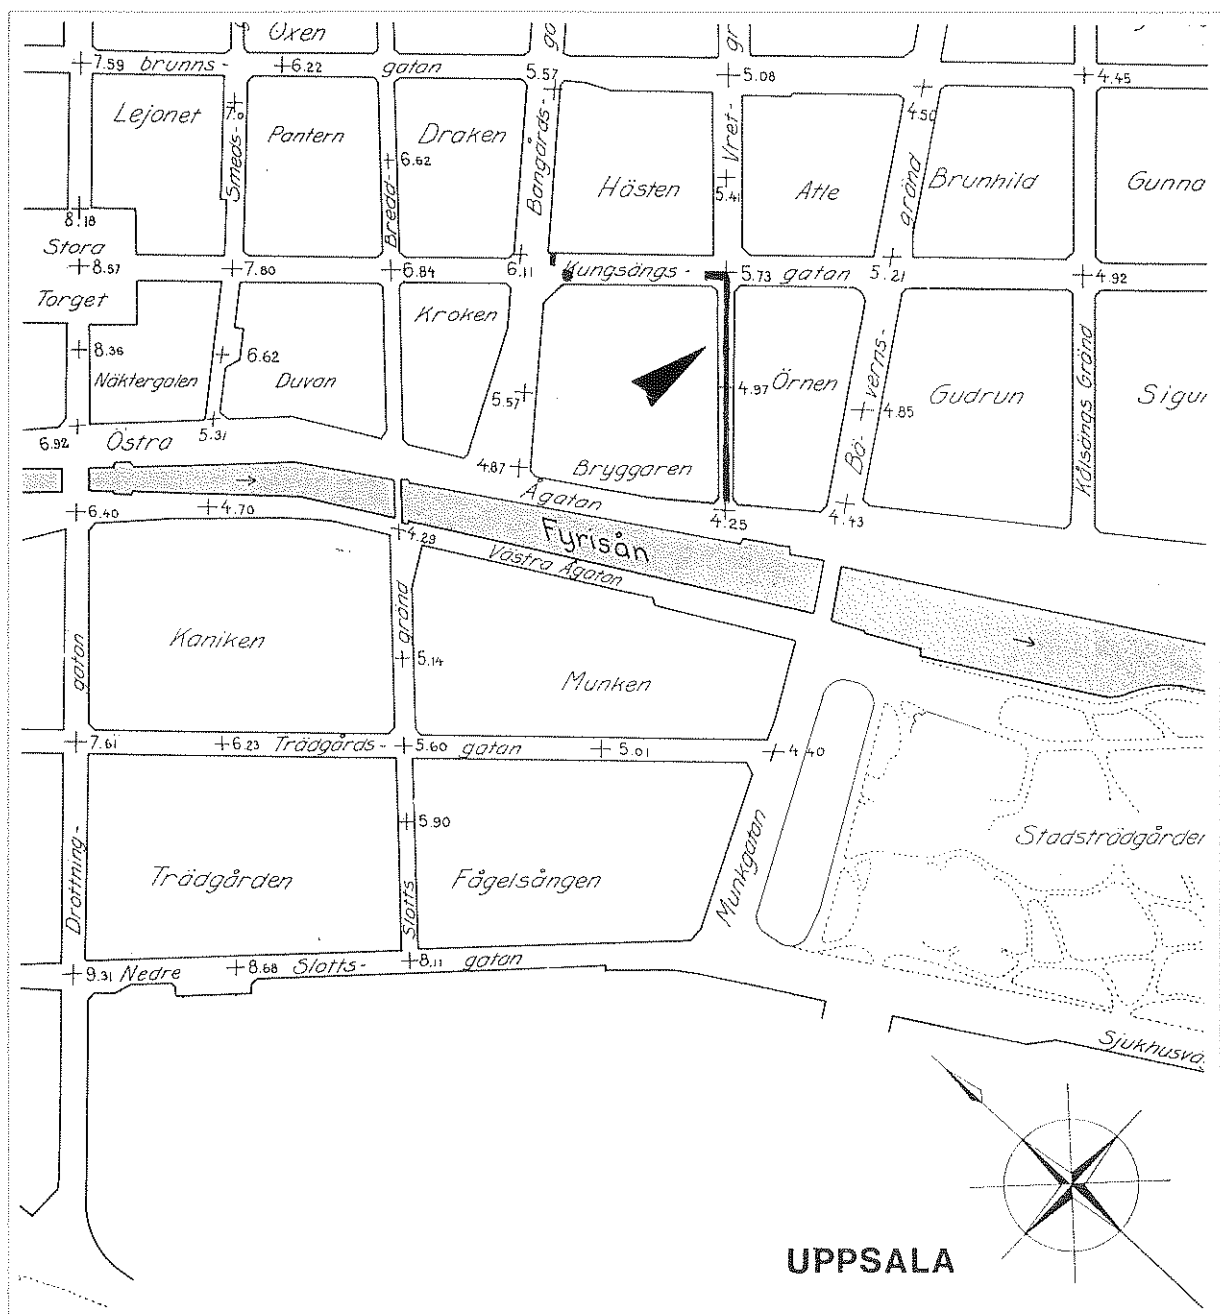 Oxen
7.59 brunns- 6.22 gatan 5.57 5.08 4.45
Lejonet
Smeds-
Pantern
Draken
6.62
Bangårds-
Hästen
Vret-
5.41
Atle
4.50
gränd
Brunhild
Gunna
Bred-
8.18
Stora
8.57 7.80 6.84 6.11 Kungsängs- 5.73 gatan 5.21 4.92
Torget
Kroken
8.36
6.62
Näktergalen
Duvan
5.57
4.97 Örnen
verns-
4.85
Bä-
Gudrun
Kålsängs Gränd
Sigur
6.92 Östra 5.31
4.87
Bryggaren
Ågatan
6.40 4.70 4.29
4.25
4.43
Fyrisån
Västra Ågatan
gränd
Kaniken
gatan
5.14
Munken
7.61 6.23 Trädgårds- 5.60 gatan 5.01 4.40
5.90
Stadsträdgården
Drottning-
Trädgården
Slotts
Fågelsången
Munkgatan
9.31 Nedre 8.68 Slotts- 8.11 gatan
Sjukhusvä
UPPSALA